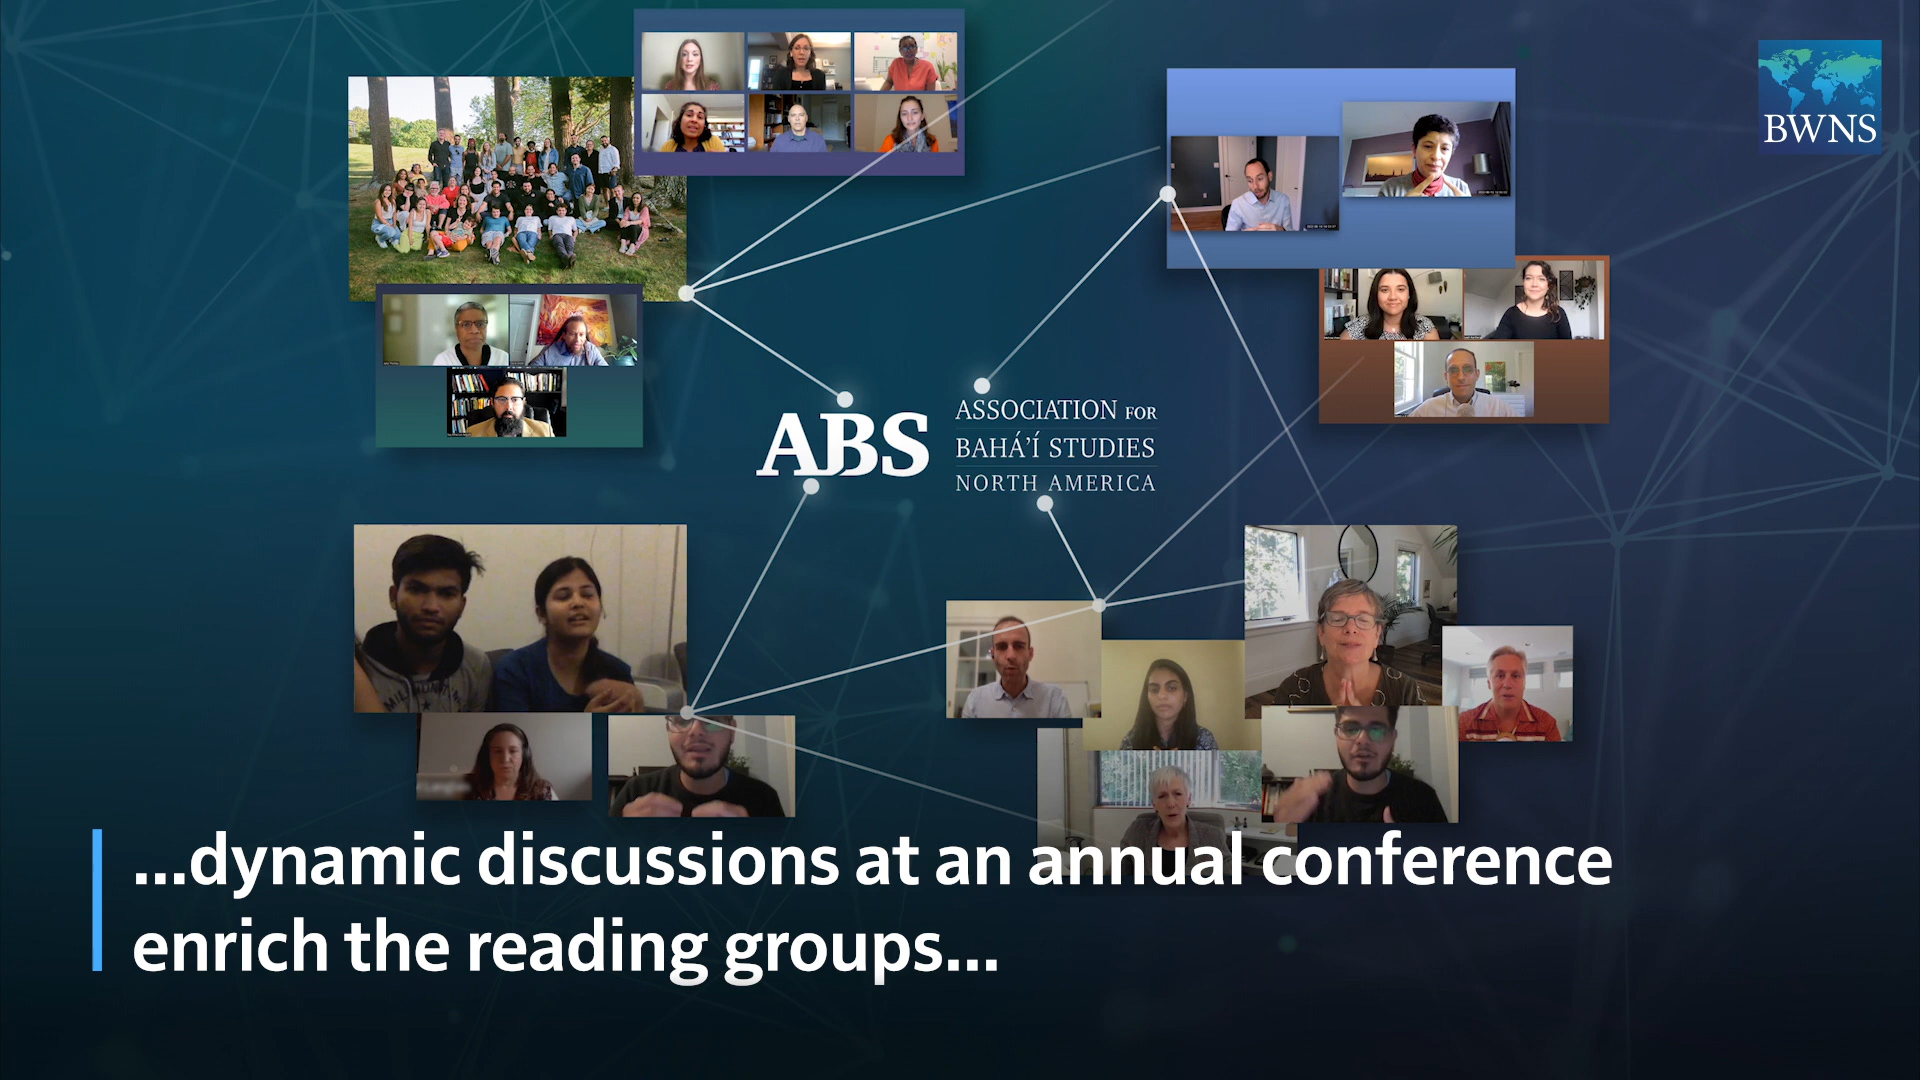 BWNS
ABS
ASSOCIATION FOR
BAHÁ'Í STUDIES
NORTH AMERICA
...dynamic discussions at an annual conference
enrich the reading groups...